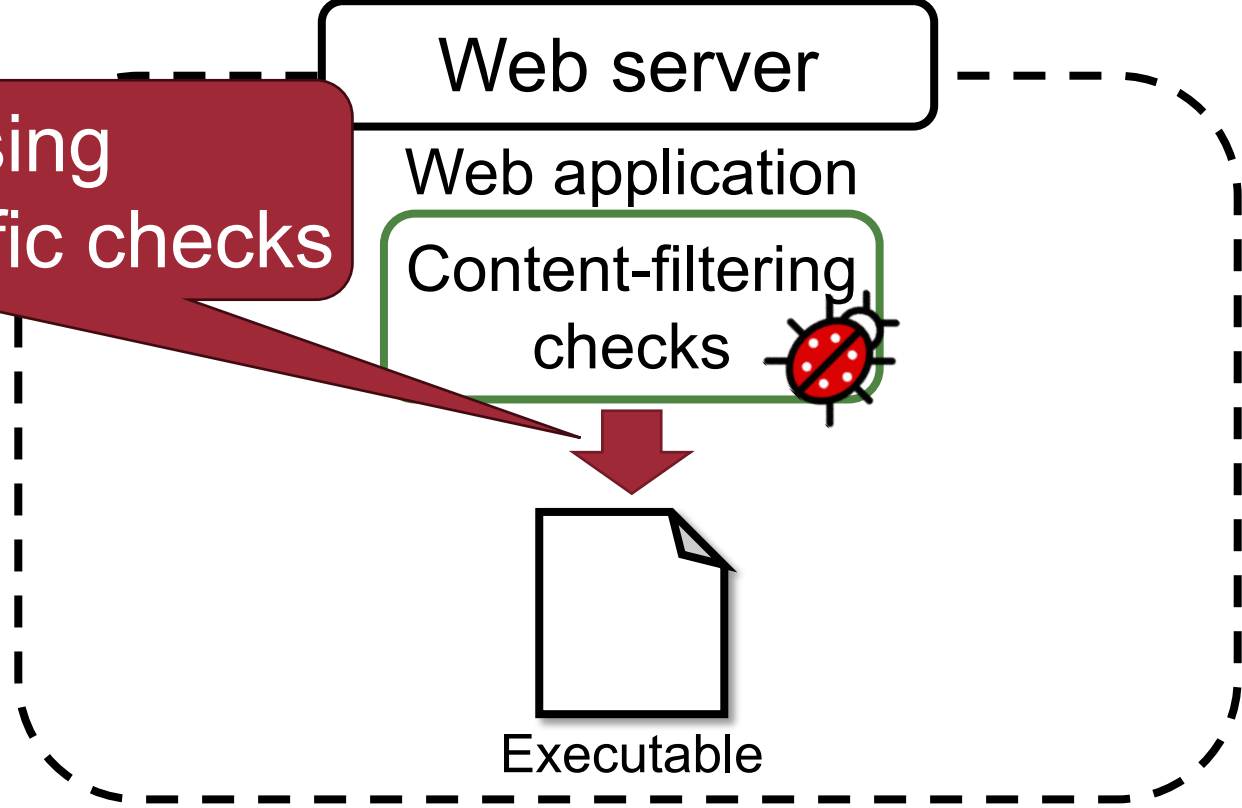 Web server
sing
fic checks
Web application
Content-filtering
checks
Executable